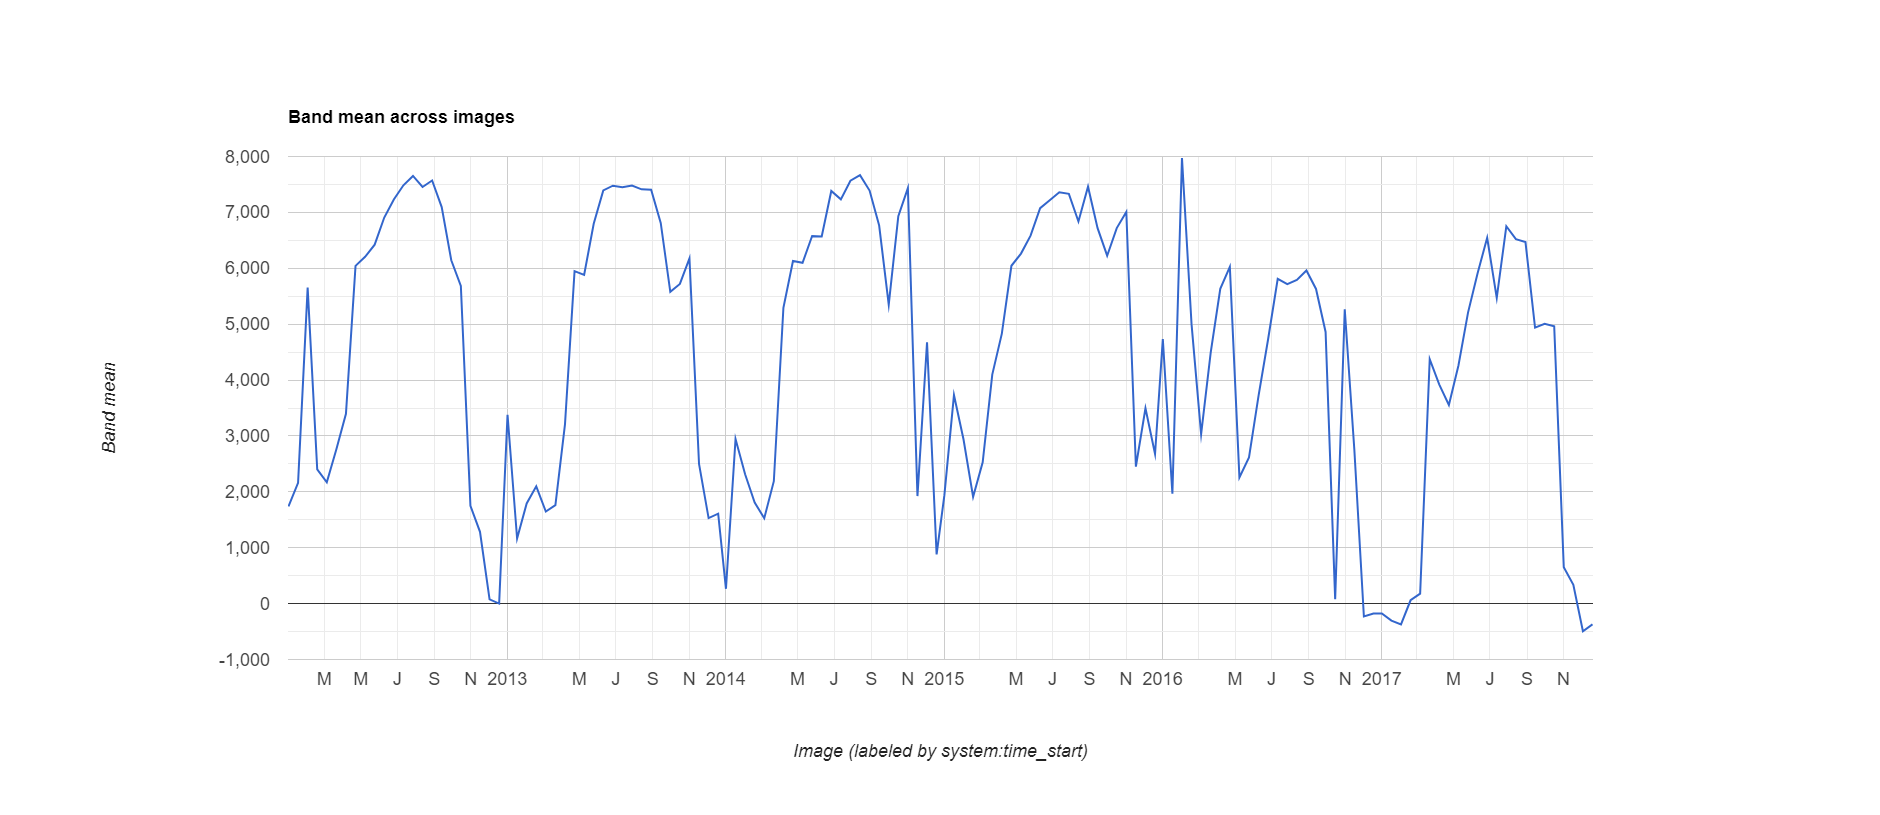 Band mean across images
8,000
7,000
6,000
5,000
4,000
3,000
2,000
1,000
0
-1,000
Band mean
M M J S N 2013 M J S N 2014 M J S N 2015 M J S N 2016 M J S N 2017 M J S N
Image (labeled by system:time_start)